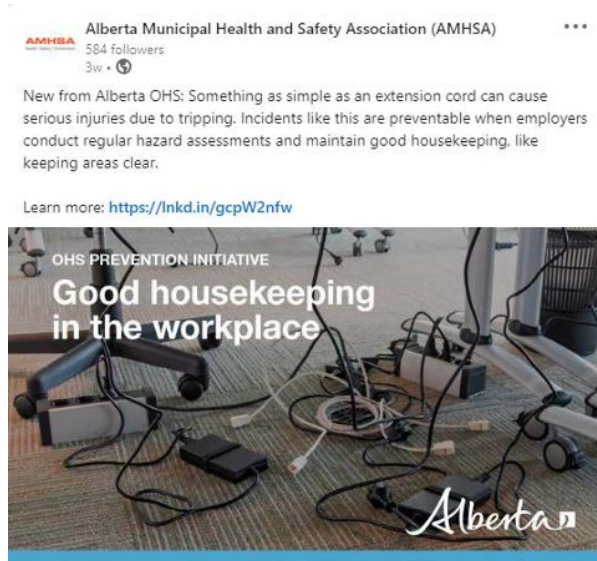 Alberta Municipal Health and Safety Association (AMHSA)
AMHSA
584 followers
3w •
New from Alberta OHS: Something as simple as an extension cord can cause
serious injuries due to tripping. Incidents like this are preventable when employers
conduct regular hazard assessments and maintain good housekeeping, like
keeping areas clear.
Learn more: https://lnkd.in/gcpW2nfw
OHS PREVENTION INITIATIVE
Good housekeeping
in the workplace
Alberta